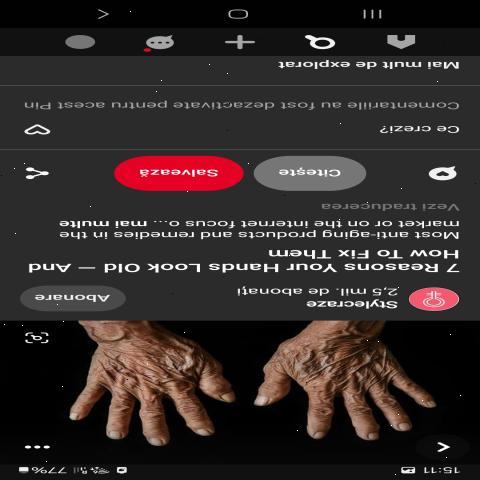 15:11
77%
Stylecraze
2,5 mil. de abonați
Abonare
7 Reasons Your Hands Look Old — And
How To Fix Them
Most anti-aging products and remedies in the
market or on the internet focus o... mai multe
Vezi traducerea
Citește
Salvează
Ce crezi?
Comentariile au fost dezactivate pentru acest Pin
Mai mult de explorat